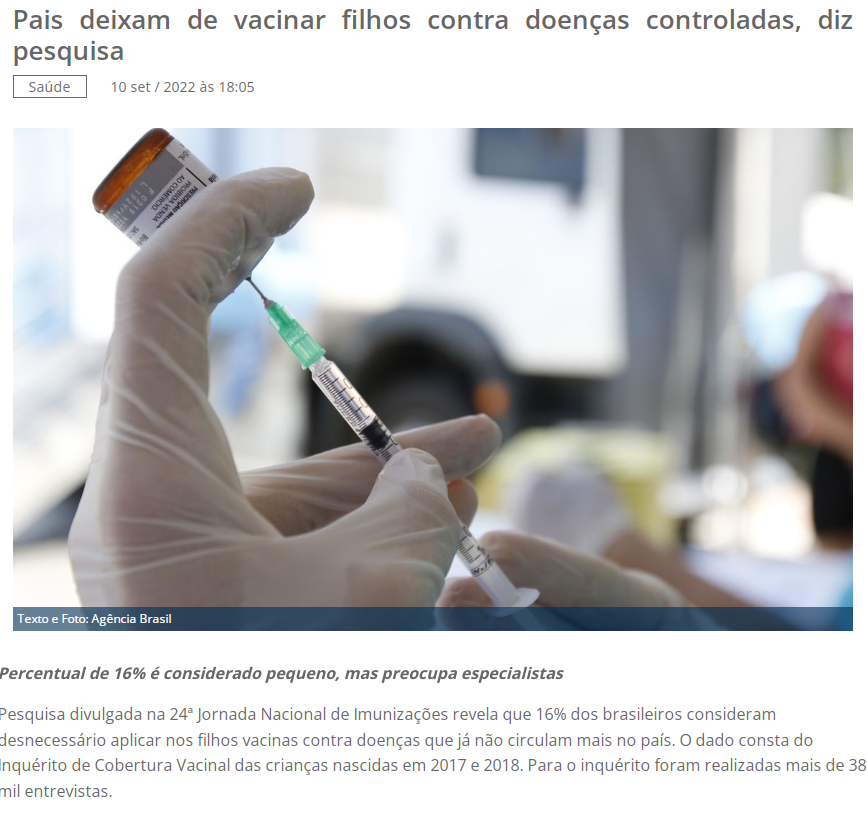 Pais deixam de vacinar filhos contra doenças controladas, diz
pesquisa
Saúde 10 set / 2022 às 18:05
PROIBIDA VENDA
AO COMÉRCIO
Texto e Foto: Agência Brasil
Percentual de 16% é considerado pequeno, mas preocupa especialistas
Pesquisa divulgada na 24ª Jornada Nacional de Imunizações revela que 16% dos brasileiros consideram
desnecessário aplicar nos filhos vacinas contra doenças que já não circulam mais no país. O dado consta do
Inquérito de Cobertura Vacinal das crianças nascidas em 2017 e 2018. Para o inquérito foram realizadas mais de 38
mil entrevistas.